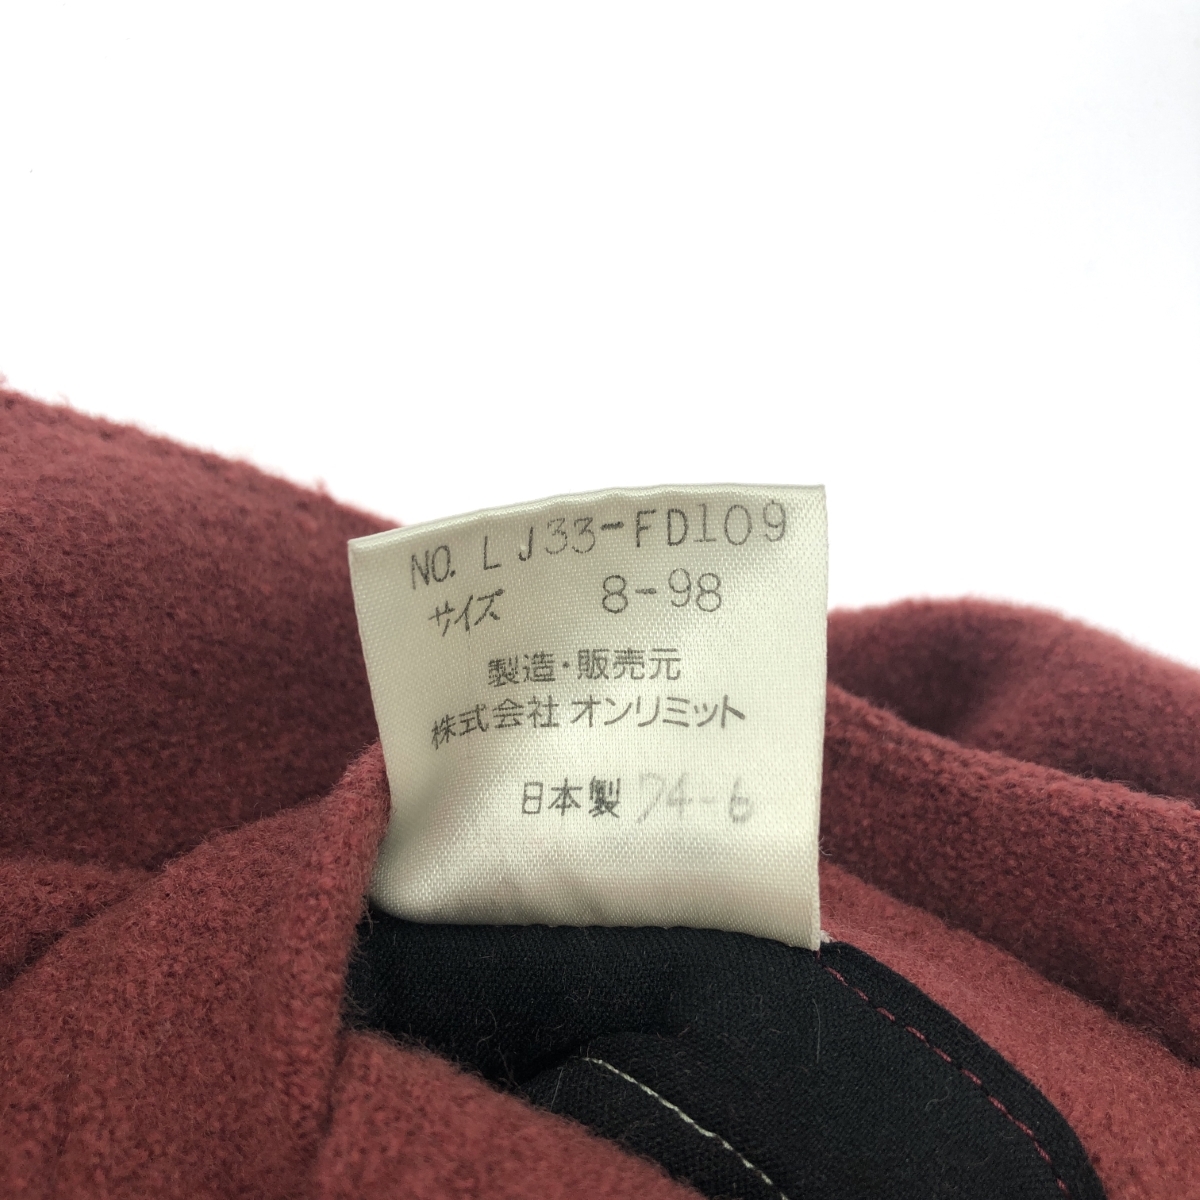 NO. LJ33-FD109
サイズ 8-98
製造・販売元
株式会社 オンリミット
日本製 74-6